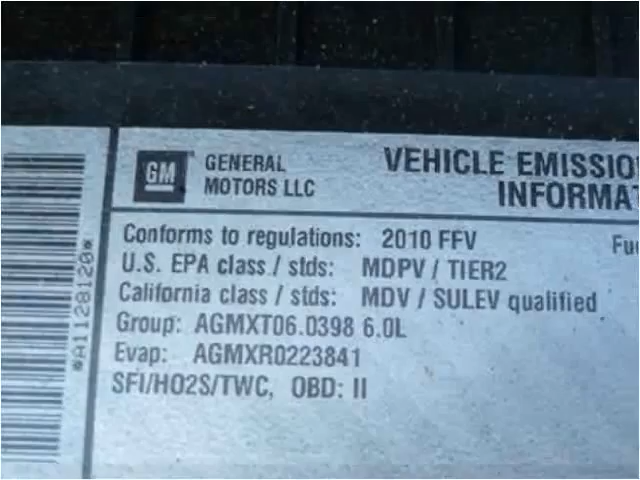 *A1128120*
GM GENERAL
MOTORS LLC
VEHICLE EMISSIO
INFORMA
Conforms to regulations: 2010 FFV
Fu
U.S. EPA class / stds: MDPV / TIER2
California class / stds: MDV / SULEV qualified
Group: AGMXT06.0398 6.0L
Evap: AGMXR0223841
SFI/HO2S/TWC, OBD: II